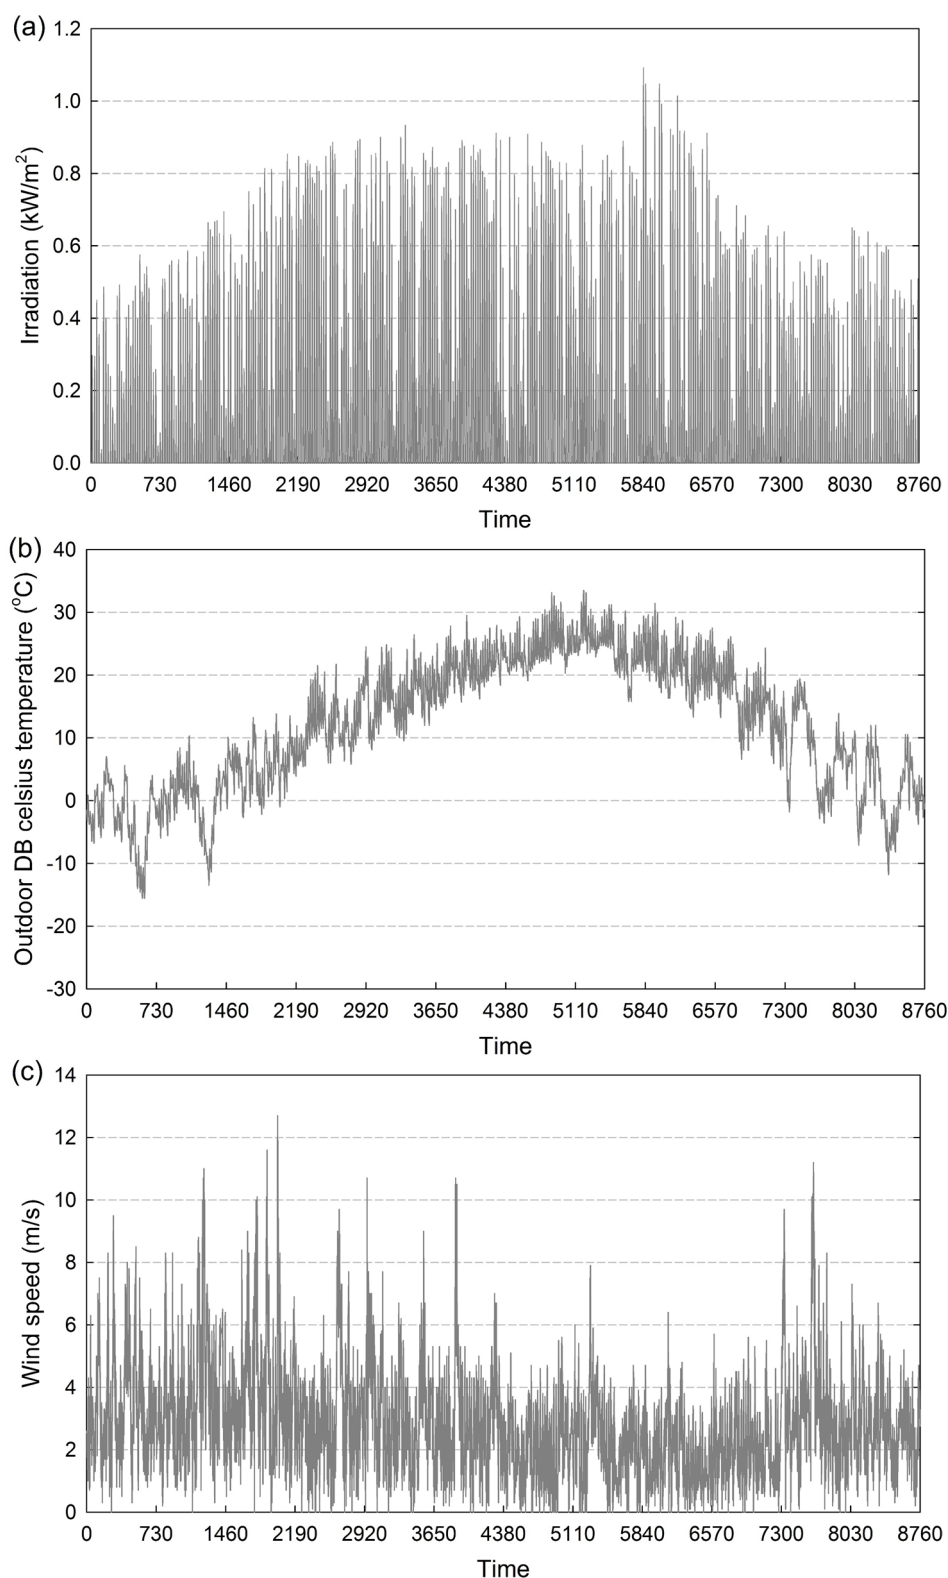 (a)
1.2
1.0
0.8
0.6
0.4
0.2
0.0
Irradiation (kW/m²)
0 730 1460 2190 2920 3650 4380 5110 5840 6570 7300 8030 8760
Time
(b)
40
30
20
10
0
-10
-20
-30
Outdoor DB celsius temperature (°C)
0 730 1460 2190 2920 3650 4380 5110 5840 6570 7300 8030 8760
Time
(c)
14
12
10
8
6
4
2
0
Wind speed (m/s)
0 730 1460 2190 2920 3650 4380 5110 5840 6570 7300 8030 8760
Time